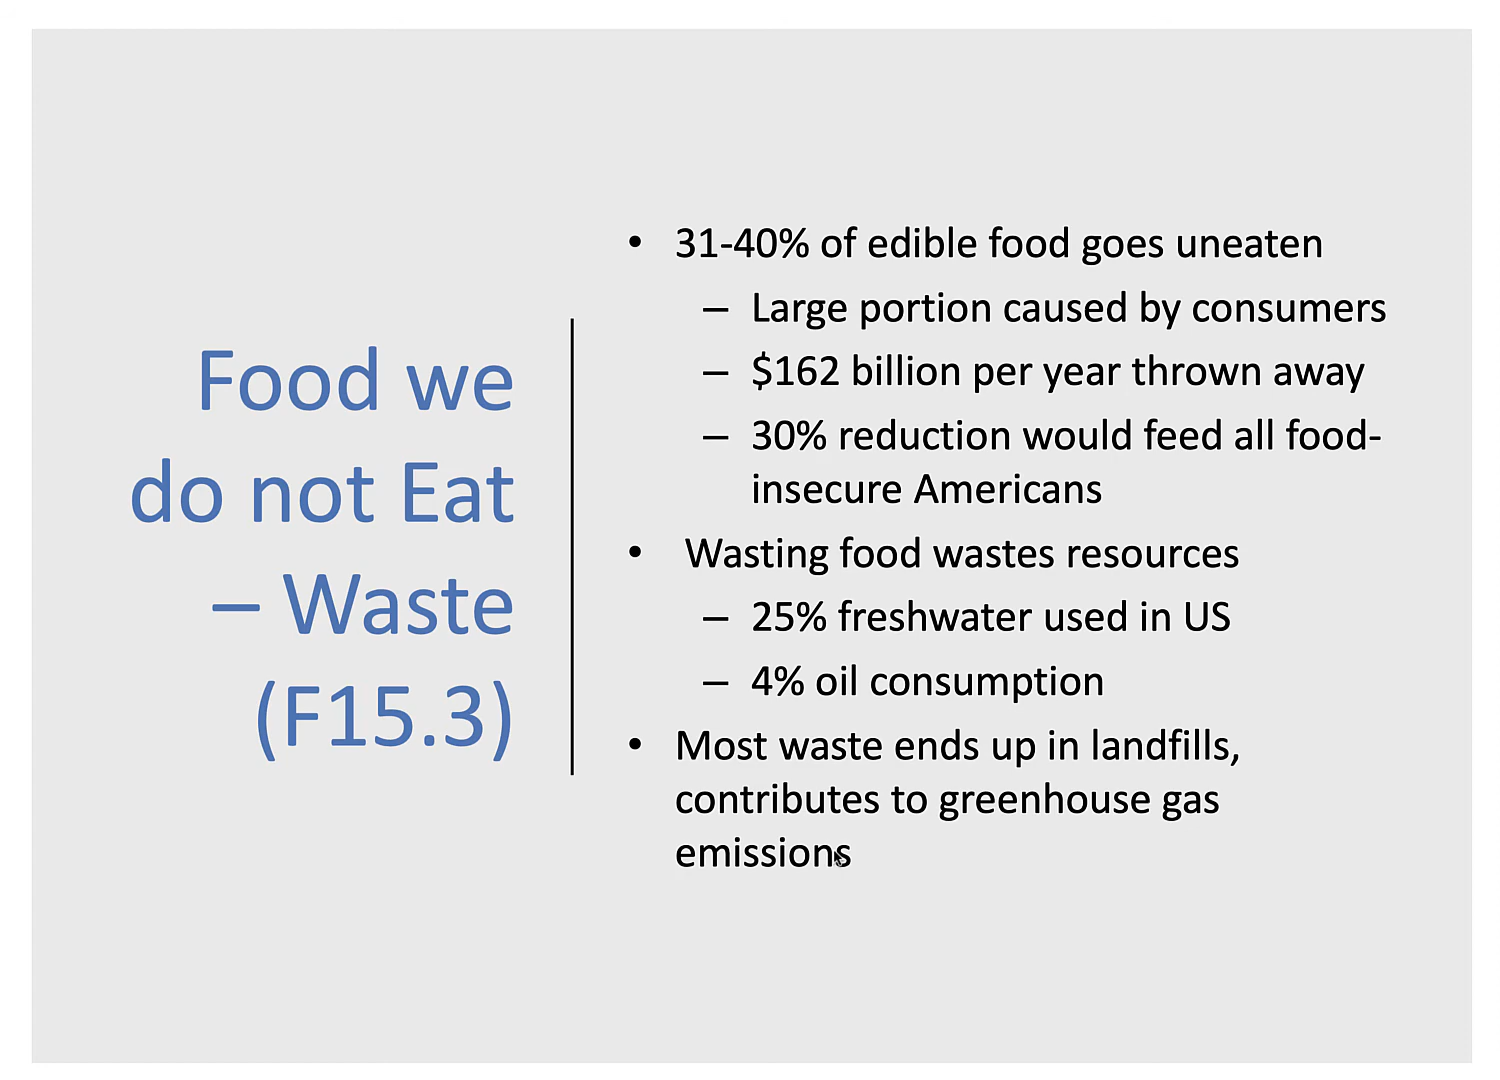 Food we
do not Eat
– Waste
(F15.3)
• 31-40% of edible food goes uneaten
– Large portion caused by consumers
– $162 billion per year thrown away
– 30% reduction would feed all food-
insecure Americans
• Wasting food wastes resources
– 25% freshwater used in US
– 4% oil consumption
• Most waste ends up in landfills,
contributes to greenhouse gas
emissions